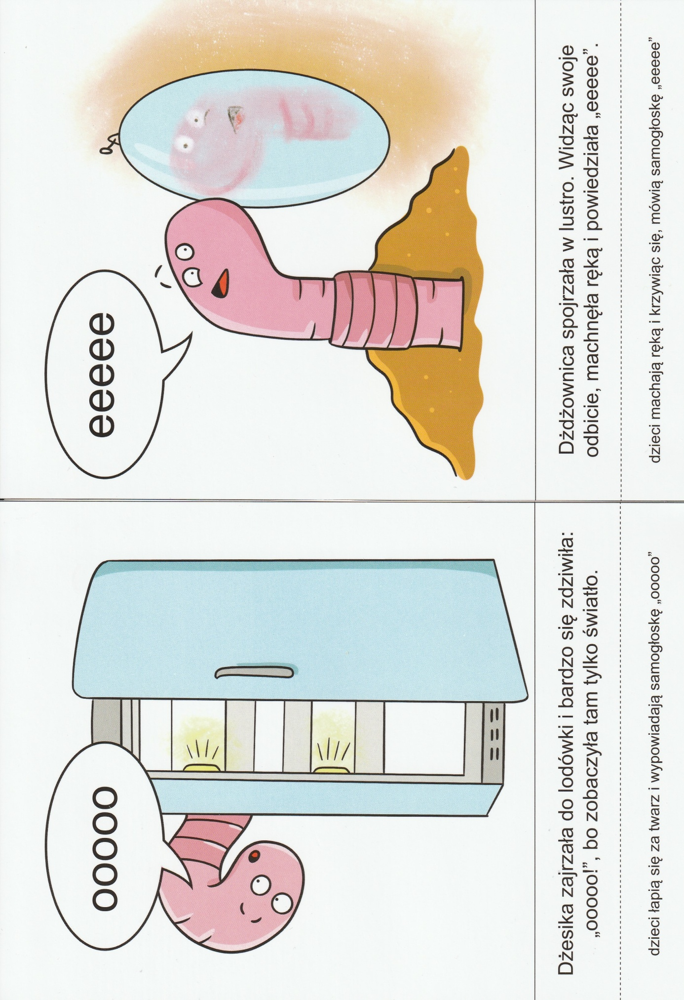 ooooo
Dżesika zajrzała do lodówki i bardzo się zdziwiła:
„ooooo!”, bo zobaczyła tam tylko światło.
dzieci łapią się za twarz i wypowiadają samogłoskę „ooooo”
eeeee
Dżdżownica spojrzała w lustro. Widząc swoje
odbicie, machnęła ręką i powiedziała „eeeee”.
dzieci machają ręką i krzywiąc się, mówią samogłoskę „eeeee”